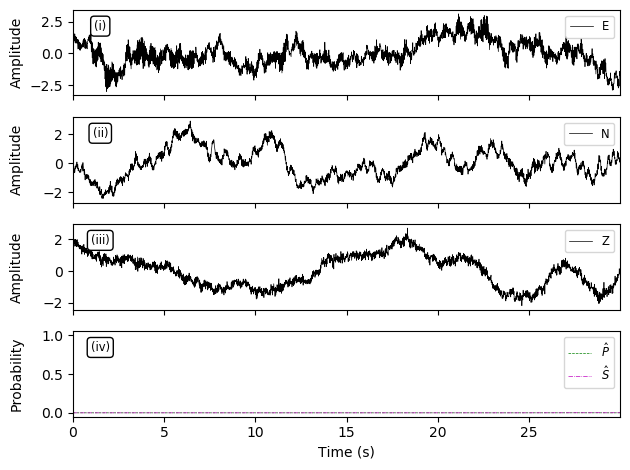 Amplitude
2.5
0.0
−2.5
(i)
E
Amplitude
2
0
−2
(ii)
N
Amplitude
2
0
−2
(iii)
Z
Probability
1.0
0.5
0.0
(iv)
P̂
Ŝ
0 5 10 15 20 25
Time (s)